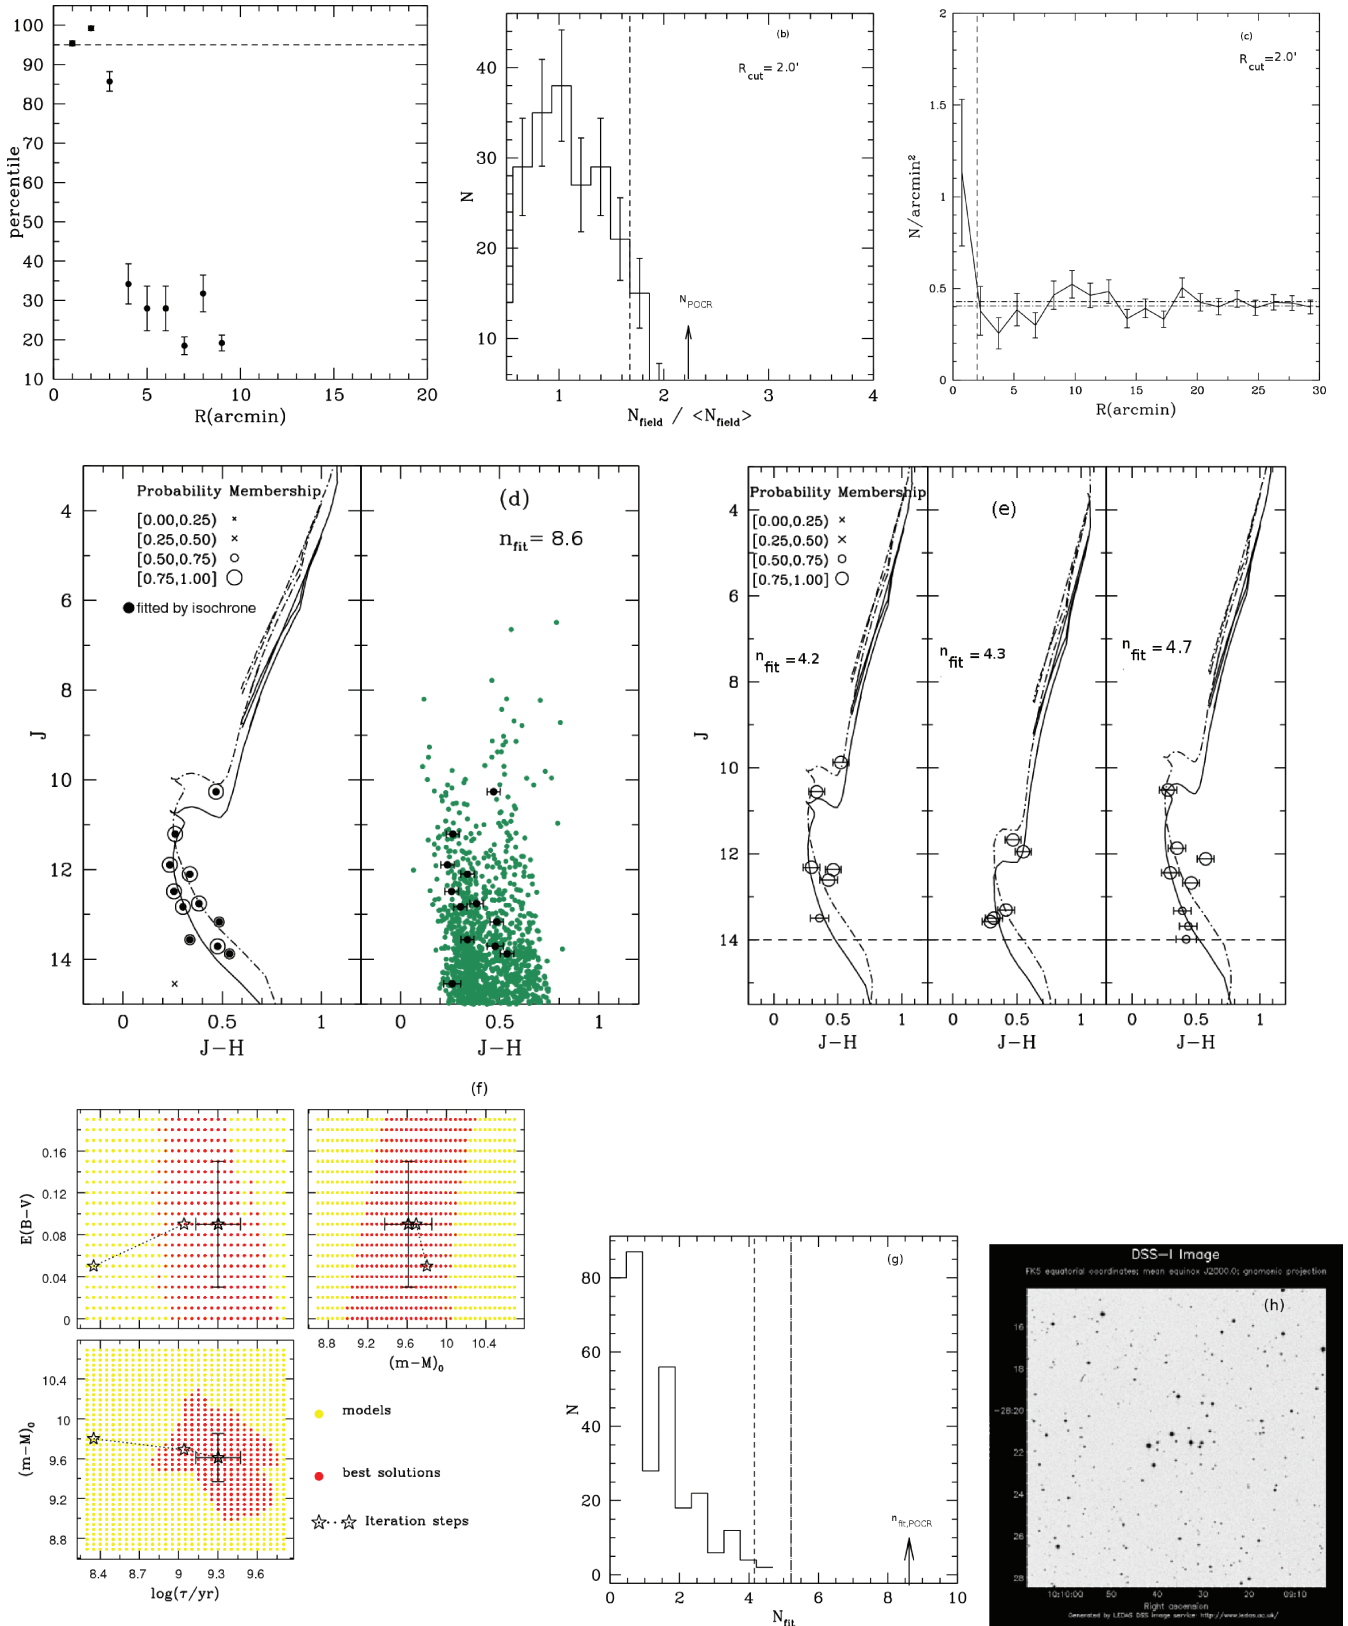 100
90
80
70
60
50
40
30
20
10
percentile
0
5
10
15
20
R(arcmin)
(b)
R_cut = 2.0'
40
30
20
10
0
N
N_POCR
1
2
3
4
N_field / <N_field>
(c)
R_cut = 2.0'
2
1.5
1
0.5
0
N/arcmin²
0
5
10
15
20
25
30
R(arcmin)
Probability Membership
[0.00,0.25) ×
[0.25,0.50) ×
[0.50,0.75) ○
[0.75,1.00] ○
●fitted by isochrone
(d)
n_fit = 8.6
4
6
8
10
12
14
J
0
0.5
1
0
0.5
1
J−H
J−H
Probability Membership
[0.00,0.25) ×
[0.25,0.50) ×
[0.50,0.75) ○
[0.75,1.00] ○
(e)
n_fit = 4.2
n_fit = 4.3
n_fit = 4.7
4
6
8
10
12
14
J
0
0.5
1
0
0.5
1
0
0.5
1
J−H
J−H
J−H
(f)
0.16
0.12
0.08
0.04
0
E(B−V)
8.8
9.2
9.6
10
10.4
(m−M)₀
10.4
10
9.6
9.2
8.8
(m−M)₀
8.4
8.7
9
9.3
9.6
log(τ/yr)
models
best solutions
Iteration steps
(g)
80
60
40
20
0
N
n_fit,POCR
0
2
4
6
8
10
N_fit
DSS−I Image
FK5 equatorial coordinates; mean equinox J2000.0; gnomonic projection
(h)
16
18
−28:20
22
24
26
28
10:10:00
50
40
30
20
09:10
Right ascension
Generated by LEDAS DSS image service: http://www.ledas.ac.uk/